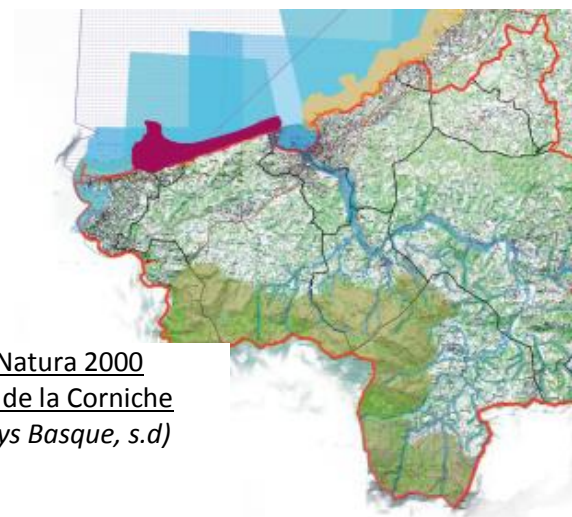 Natura 2000
de la Corniche
ys Basque, s.d)